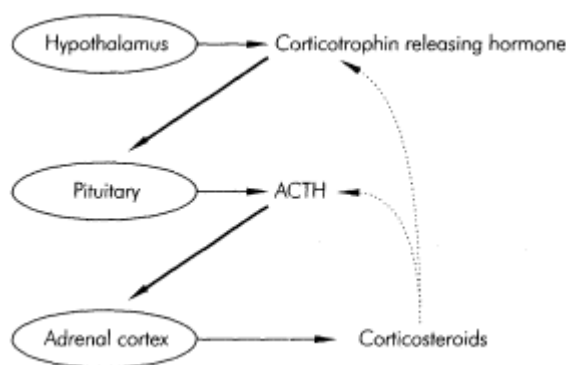 Hypothalamus
Corticotrophin releasing hormone
Pituitary
ACTH
Adrenal cortex
Corticosteroids